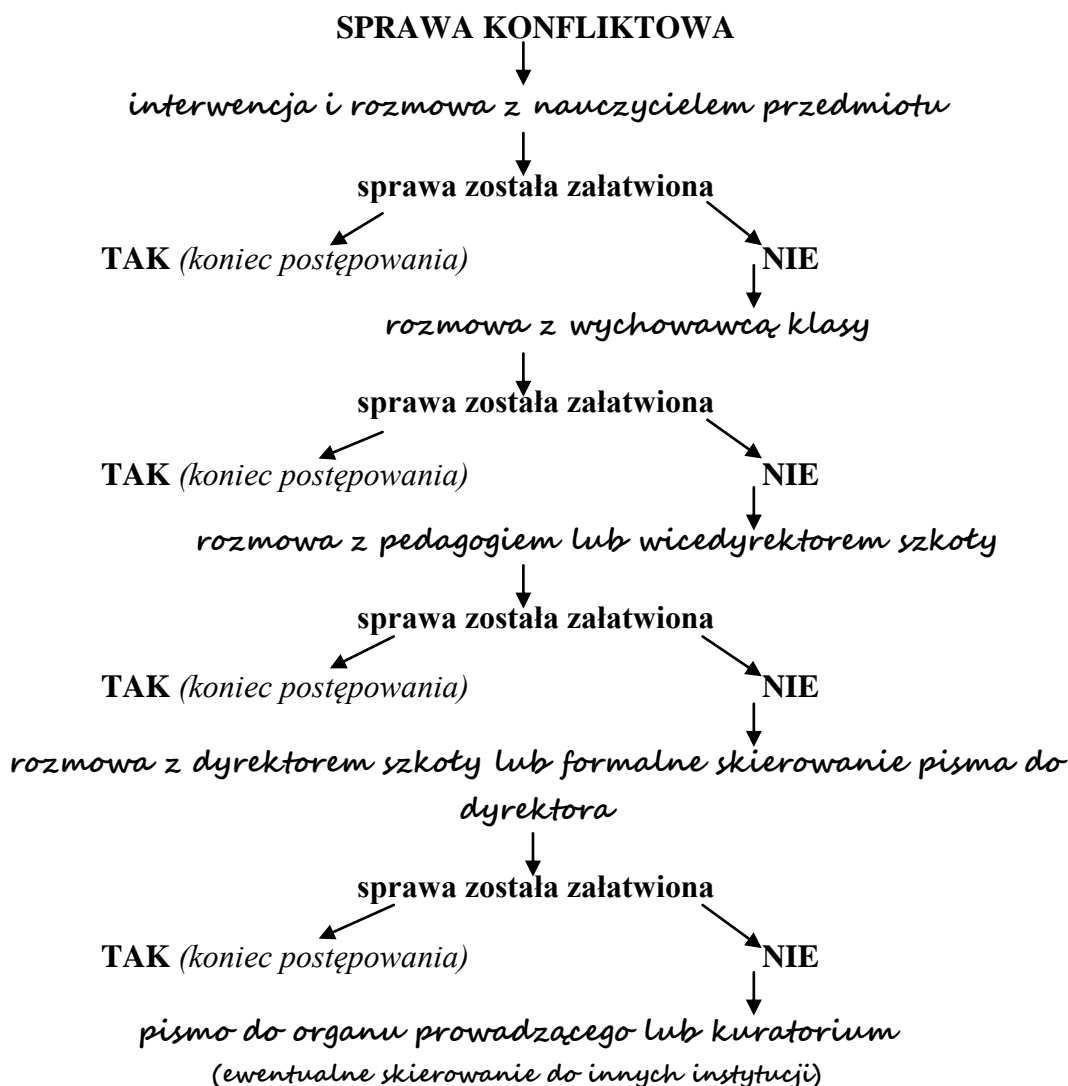 SPRAWA KONFLIKTOWA
interwencja i rozmowa z nauczycielem przedmiotu
sprawa została załatwiona
TAK (koniec postępowania) NIE
rozmowa z wychowawcą klasy
sprawa została załatwiona
TAK (koniec postępowania) NIE
rozmowa z pedagogiem lub wicedyrektorem szkoły
sprawa została załatwiona
TAK (koniec postępowania) NIE
rozmowa z dyrektorem szkoły lub formalne skierowanie pisma do
dyrektora
sprawa została załatwiona
TAK (koniec postępowania) NIE
pismo do organu prowadzącego lub kuratorium
(ewentualne skierowanie do innych instytucji)